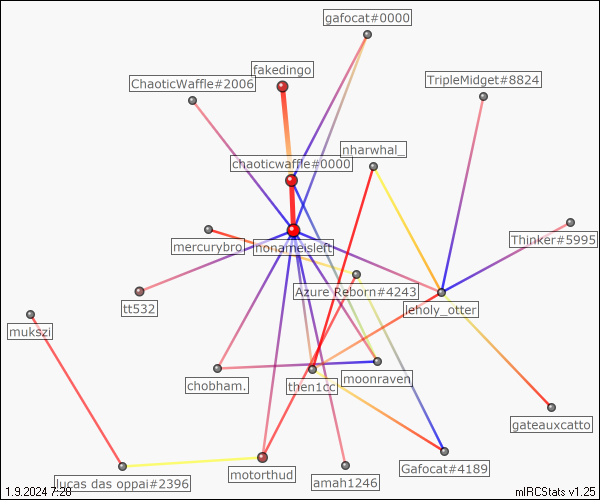 gafocat#0000
fakedingo
ChaoticWaffle#2006
TripleMidget#8824
nharwhal_
chaoticwaffle#0000
Thinker#5995
mercurybro
nonameisleft
Azure Reborn#4243
tt532
leholy_otter
mukszi
moonraven
chobham.
then1cc
gateauxcatto
Gafocat#4189
motorthud
amah1246
lucas das oppai#2396
1.9.2024 7:20
mIRCStats v1.25